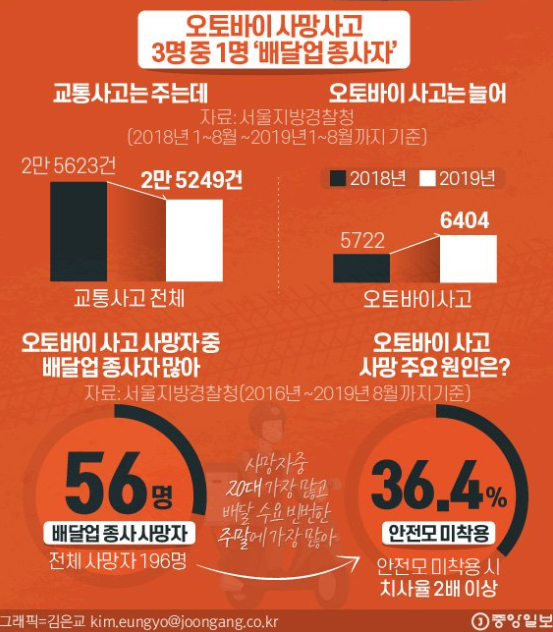 오토바이 사망사고
3명 중 1명 ‘배달업 종사자’
교통사고는 주는데
오토바이 사고는 늘어
자료:서울지방경찰청
(2018년 1~8월 ~2019년 1~8월까지 기준)
2만 5623건
2만 5249건
교통사고 전체
2018년
2019년
5722
6404
오토바이사고
오토바이 사고 사망자 중
배달업 종사자 많아
오토바이 사고
사망 주요 원인은?
자료:서울지방경찰청(2016년~2019년 8월까지기준)
56명
배달업 종사 사망자
전체 사망자 196명
사망자중
20대 가장 많고
배달 수요 빈번한
주말에 가장 많아
36.4%
안전모 미착용
안전모 미착용 시
치사율 2배 이상
그래픽=김은교 kim.eungyo@joongang.co.kr
중앙일보